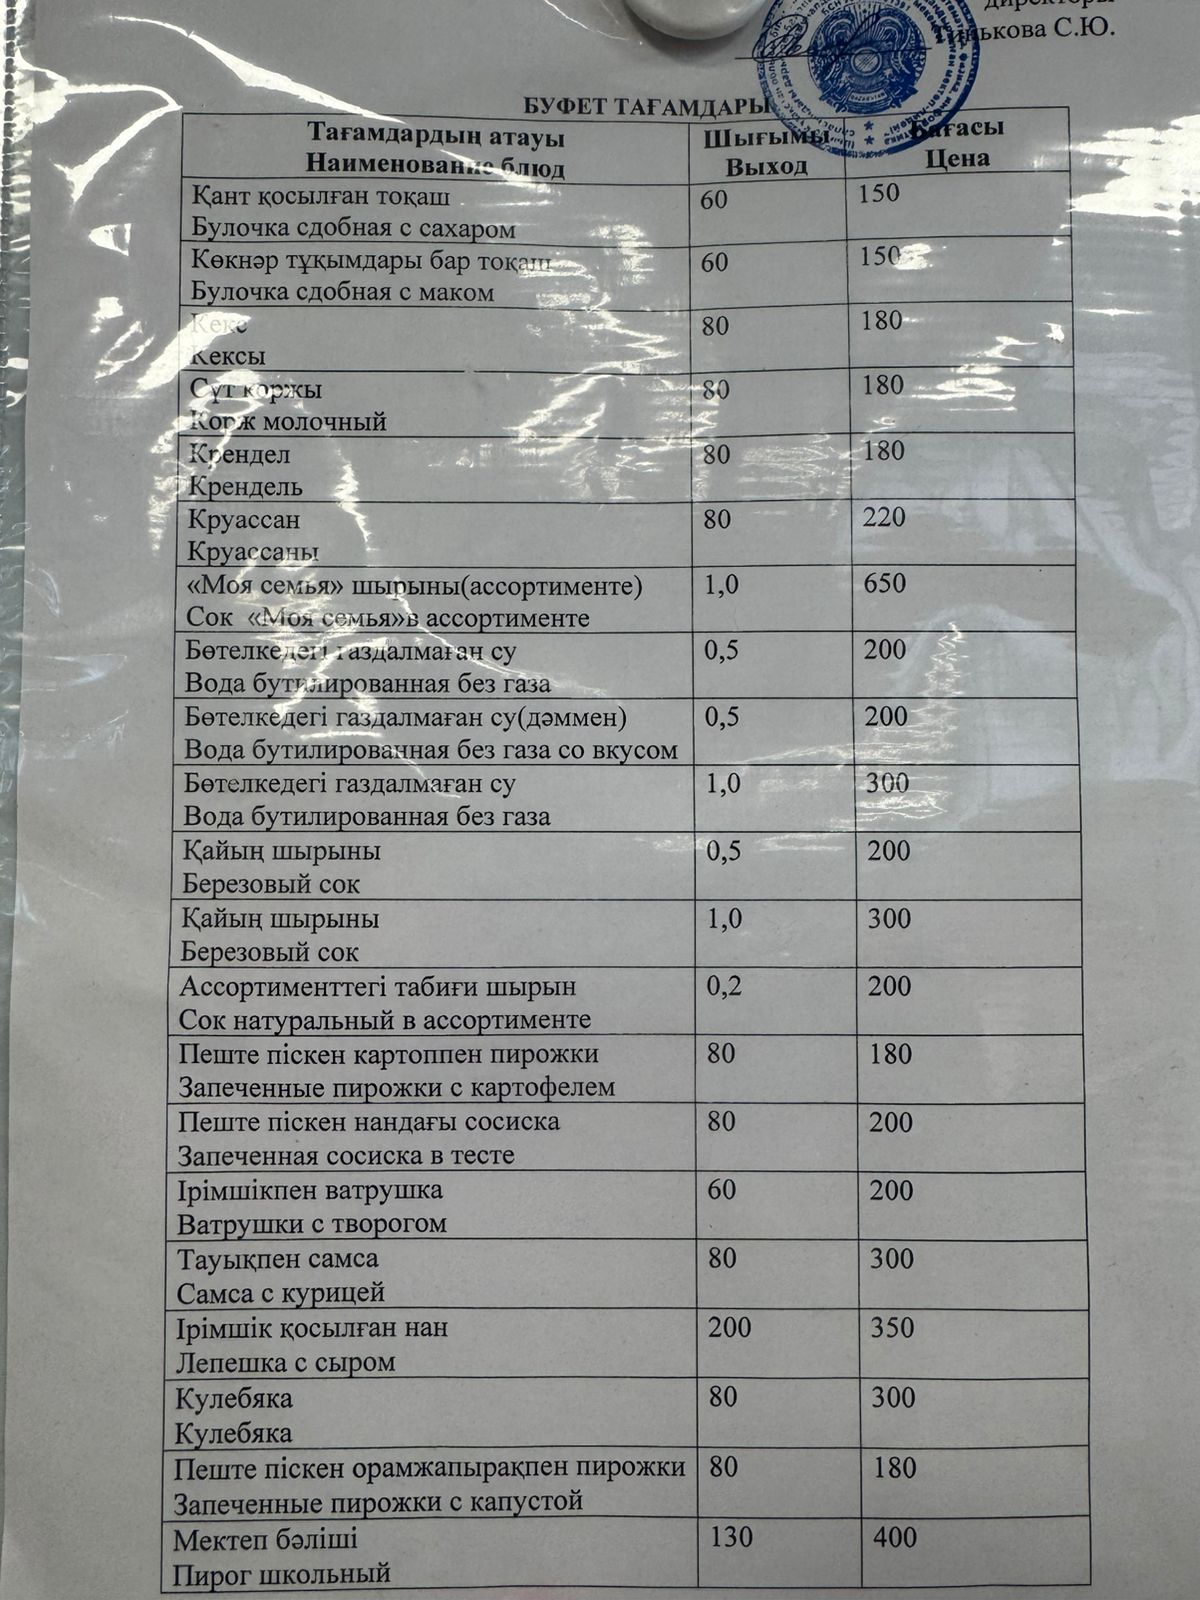 директоры
Тинькова С.Ю.
БУФЕТ ТАҒАМДАРЫ
Тағамдардың атауы Шығымы Бағасы
Наименование блюд Выход Цена
Қант қосылған тоқаш 60 150
Булочка сдобная с сахаром
Көкнәр тұқымдары бар тоқаш 60 150
Булочка сдобная с маком
Кекс 80 180
Кексы
Сүт коржы 80 180
Корж молочный
Крендел 80 180
Крендель
Круассан 80 220
Круассаны
«Моя семья» шырыны(ассортименте) 1,0 650
Сок «Моя семья»в ассортименте
Бөтелкедегі газдалмаған су 0,5 200
Вода бутилированная без газа
Бөтелкедегі газдалмаған су(дәммен) 0,5 200
Вода бутилированная без газа со вкусом
Бөтелкедегі газдалмаған су 1,0 300
Вода бутилированная без газа
Қайың шырыны 0,5 200
Березовый сок
Қайың шырыны 1,0 300
Березовый сок
Ассортименттегі табиғи шырын 0,2 200
Сок натуральный в ассортименте
Пеште піскен картоппен пирожки 80 180
Запеченные пирожки с картофелем
Пеште піскен нандағы сосиска 80 200
Запеченная сосиска в тесте
Ірімшікпен ватрушка 60 200
Ватрушки с творогом
Тауықпен самса 80 300
Самса с курицей
Ірімшік қосылған нан 200 350
Лепешка с сыром
Кулебяка 80 300
Кулебяка
Пеште піскен орамжапырақпен пирожки 80 180
Запеченные пирожки с капустой
Мектеп бәліші 130 400
Пирог школьный